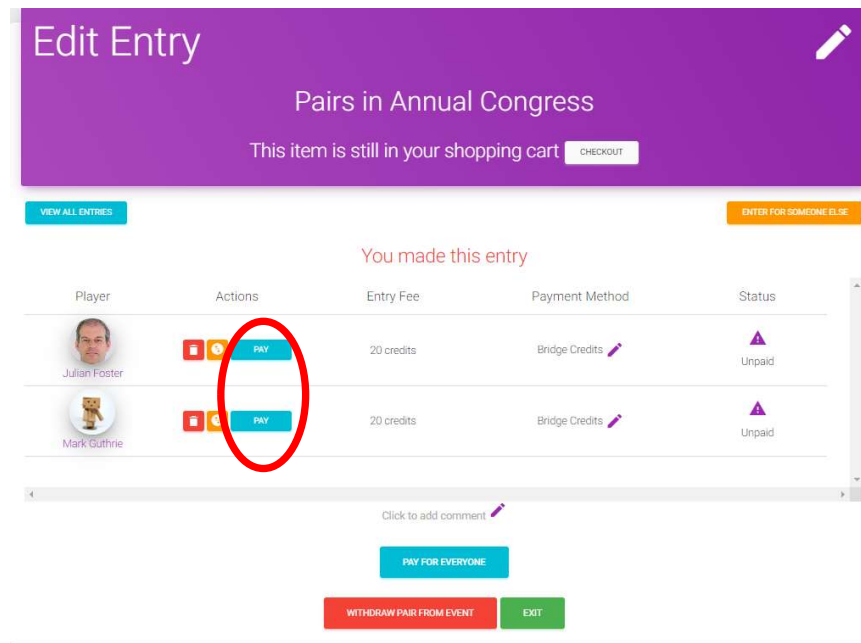 Edit Entry
Pairs in Annual Congress
This item is still in your shopping cart CHECKOUT
VIEW ALL ENTRIES ENTER FOR SOMEONE ELSE
You made this entry
Player Actions Entry Fee Payment Method Status
PAY 20 credits Bridge Credits Unpaid
Julian Foster
PAY 20 credits Bridge Credits Unpaid
Mark Guthrie
Click to add comment
PAY FOR EVERYONE
WITHDRAW PAIR FROM EVENT EXIT